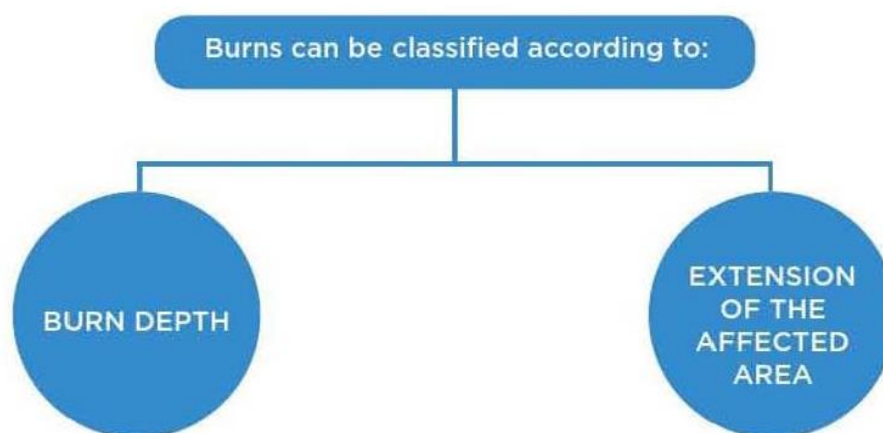 Burns can be classified according to:
BURN DEPTH
EXTENSION
OF THE
AFFECTED
AREA